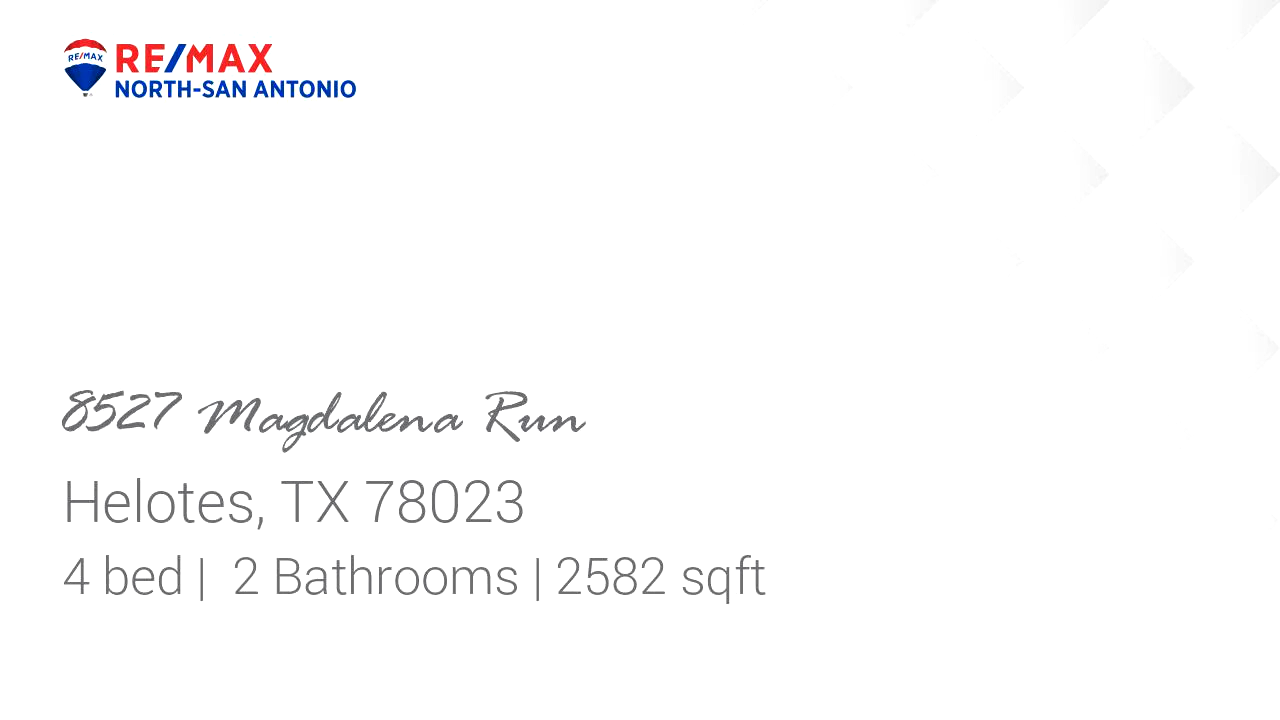 RE/MAX
RE/MAX
NORTH-SAN ANTONIO
8527 Magdalena Run
Helotes, TX 78023
4 bed | 2 Bathrooms | 2582 sqft